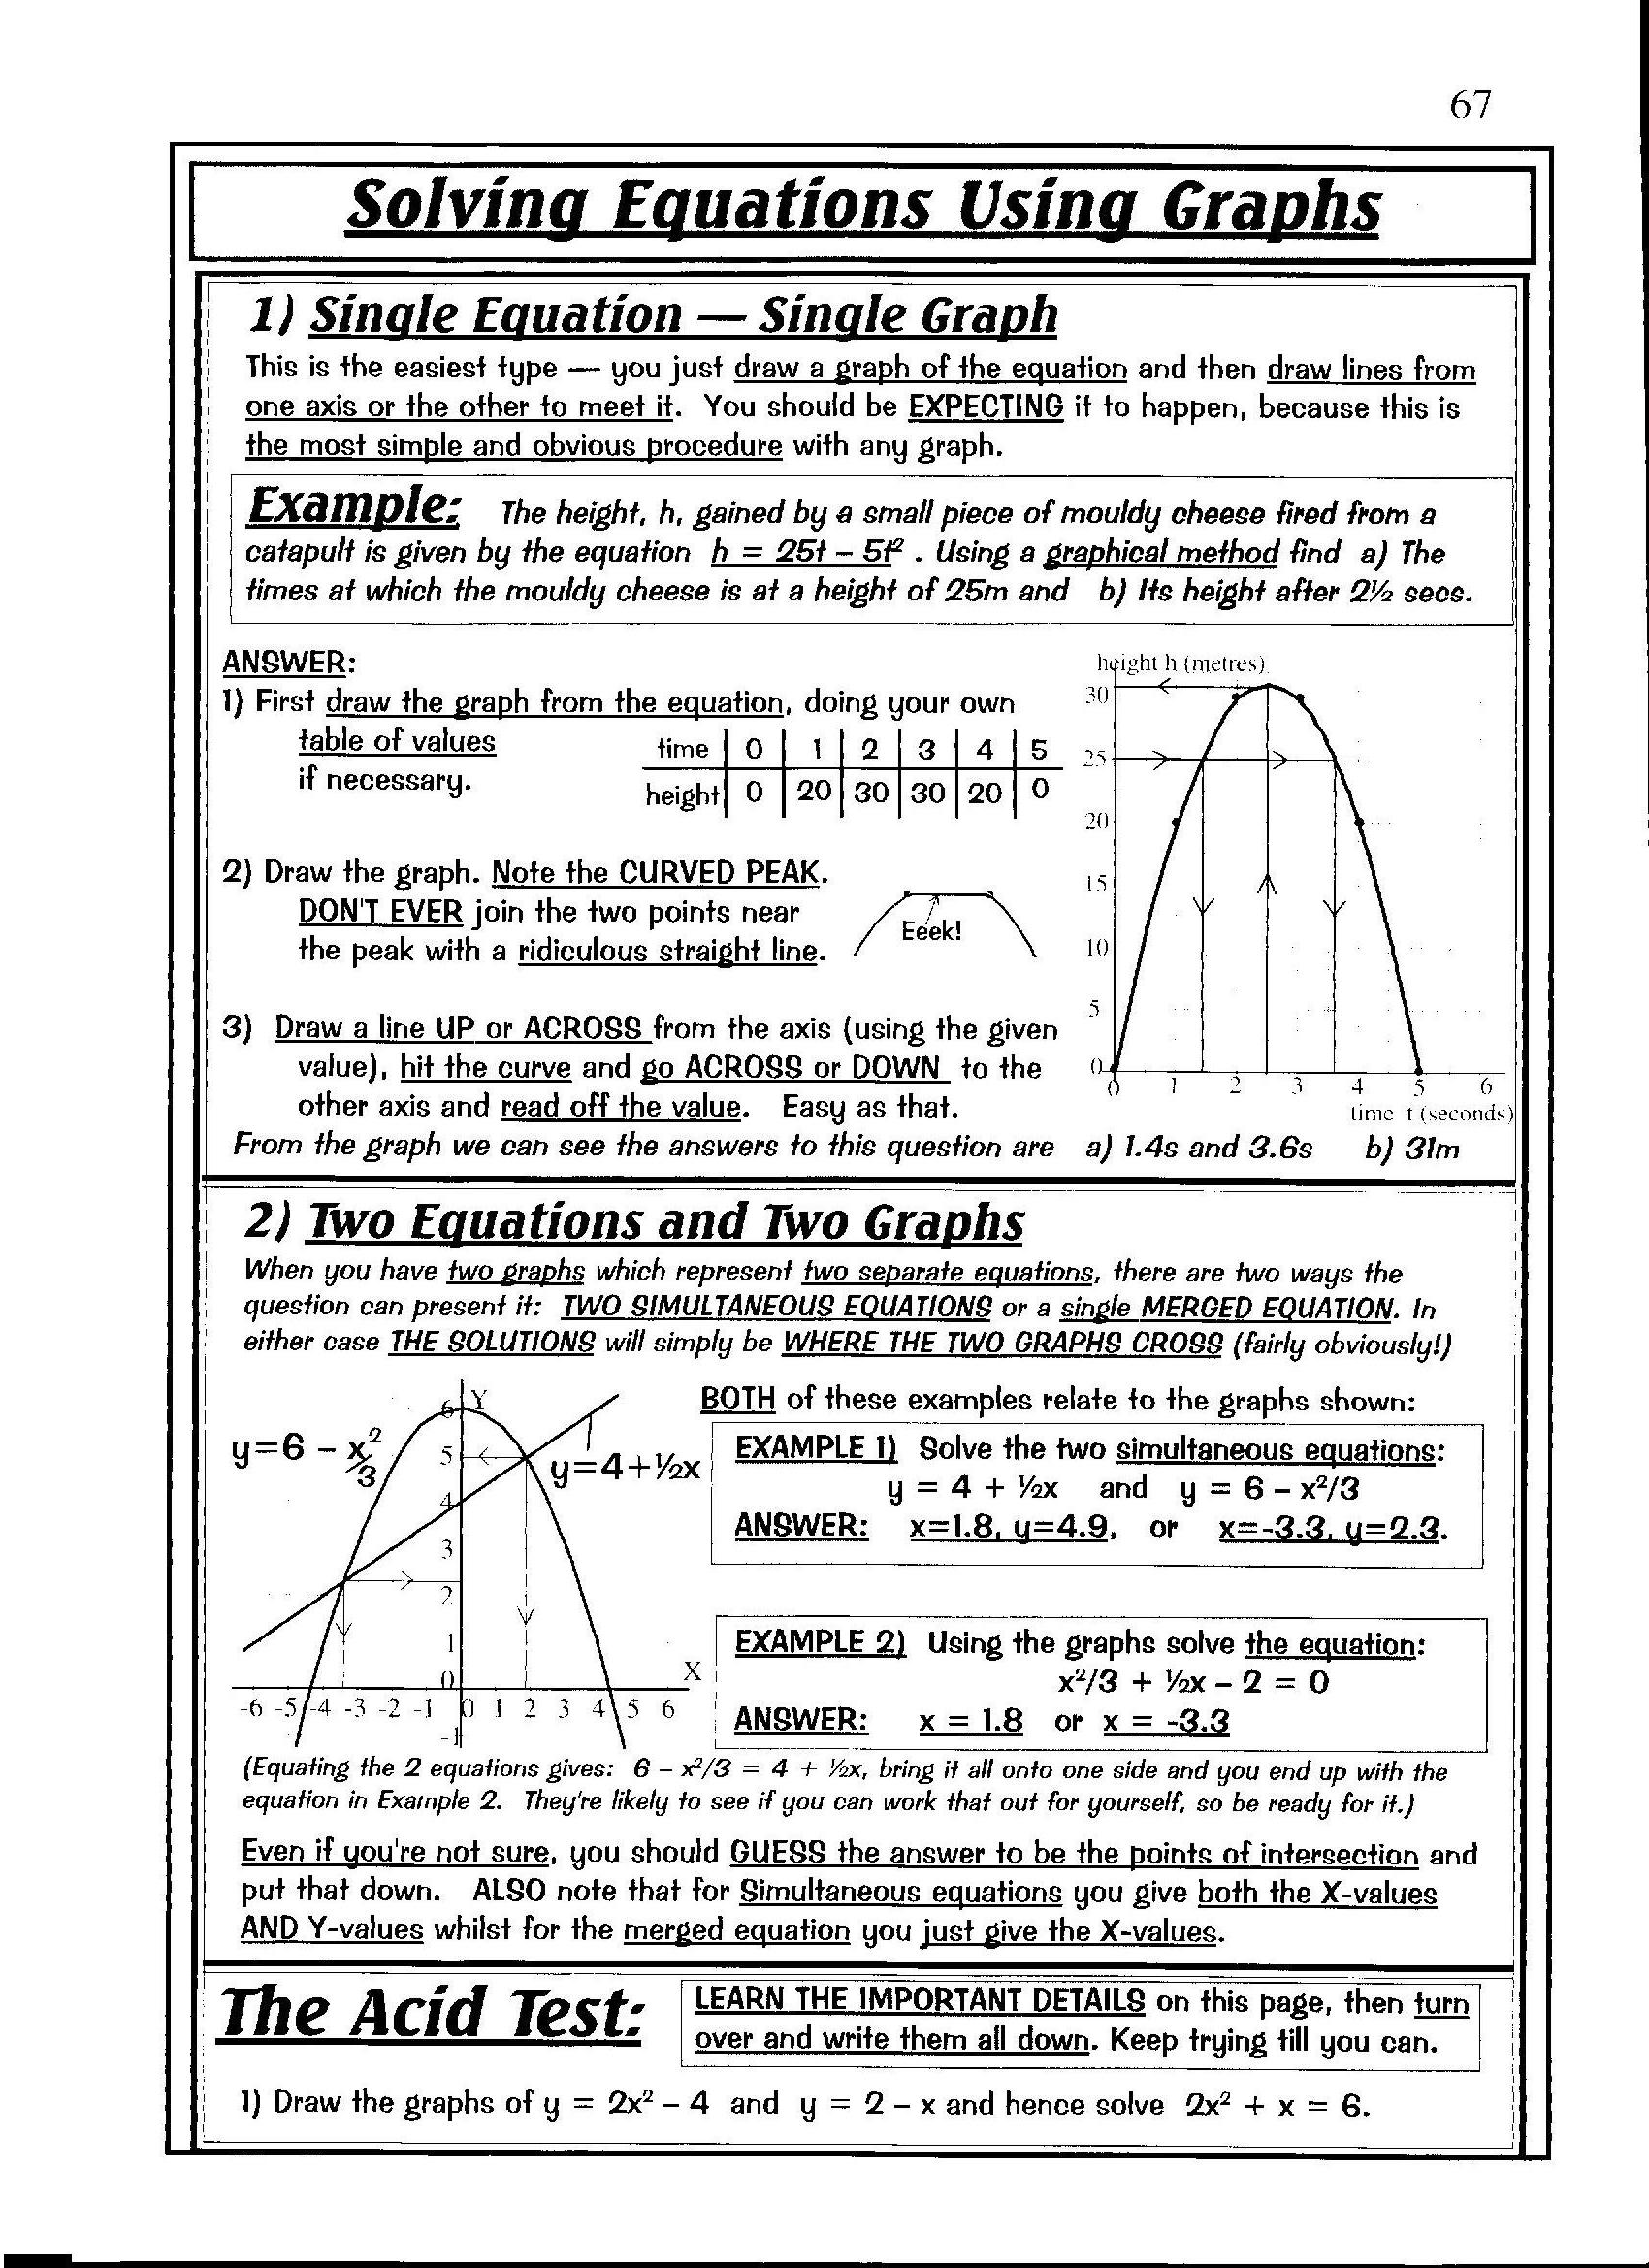 67
Solving Equations Using Graphs
1) Single Equation — Single Graph
This is the easiest type — you just draw a graph of the equation and then draw lines from
one axis or the other to meet it. You should be EXPECTING it to happen, because this is
the most simple and obvious procedure with any graph.
Example: The height, h, gained by a small piece of mouldy cheese fired from a
catapult is given by the equation h = 25t – 5t² . Using a graphical method find a) The
times at which the mouldy cheese is at a height of 25m and b) Its height after 2½ secs.
ANSWER:
1) First draw the graph from the equation, doing your own
table of values
if necessary.
time 0 1 2 3 4 5
height 0 20 30 30 20 0
2) Draw the graph. Note the CURVED PEAK.
DON'T EVER join the two points near
the peak with a ridiculous straight line.
Eeek!
3) Draw a line UP or ACROSS from the axis (using the given
value), hit the curve and go ACROSS or DOWN to the
other axis and read off the value. Easy as that.
height h (metres)
30
25
20
15
10
5
0
0 1 2 3 4 5 6
time t (seconds)
From the graph we can see the answers to this question are a) 1.4s and 3.6s b) 31m
2) Two Equations and Two Graphs
When you have two graphs which represent two separate equations, there are two ways the
question can present it: TWO SIMULTANEOUS EQUATIONS or a single MERGED EQUATION. In
either case THE SOLUTIONS will simply be WHERE THE TWO GRAPHS CROSS (fairly obviously!)
Y
6
5
4
3
2
1
0
-1
y=6 – x²/3
y=4+½x
X
-6 -5 -4 -3 -2 -1 0 1 2 3 4 5 6
BOTH of these examples relate to the graphs shown:
EXAMPLE 1) Solve the two simultaneous equations:
y = 4 + ½x and y = 6 – x²/3
ANSWER: x=1.8, y=4.9, or x=-3.3, y=2.3.
EXAMPLE 2) Using the graphs solve the equation:
x²/3 + ½x – 2 = 0
ANSWER: x = 1.8 or x = -3.3
(Equating the 2 equations gives: 6 – x²/3 = 4 + ½x, bring it all onto one side and you end up with the
equation in Example 2. They're likely to see if you can work that out for yourself, so be ready for it.)
Even if you're not sure, you should GUESS the answer to be the points of intersection and
put that down. ALSO note that for Simultaneous equations you give both the X-values
AND Y-values whilst for the merged equation you just give the X-values.
The Acid Test:
LEARN THE IMPORTANT DETAILS on this page, then turn
over and write them all down. Keep trying till you can.
1) Draw the graphs of y = 2x² – 4 and y = 2 – x and hence solve 2x² + x = 6.